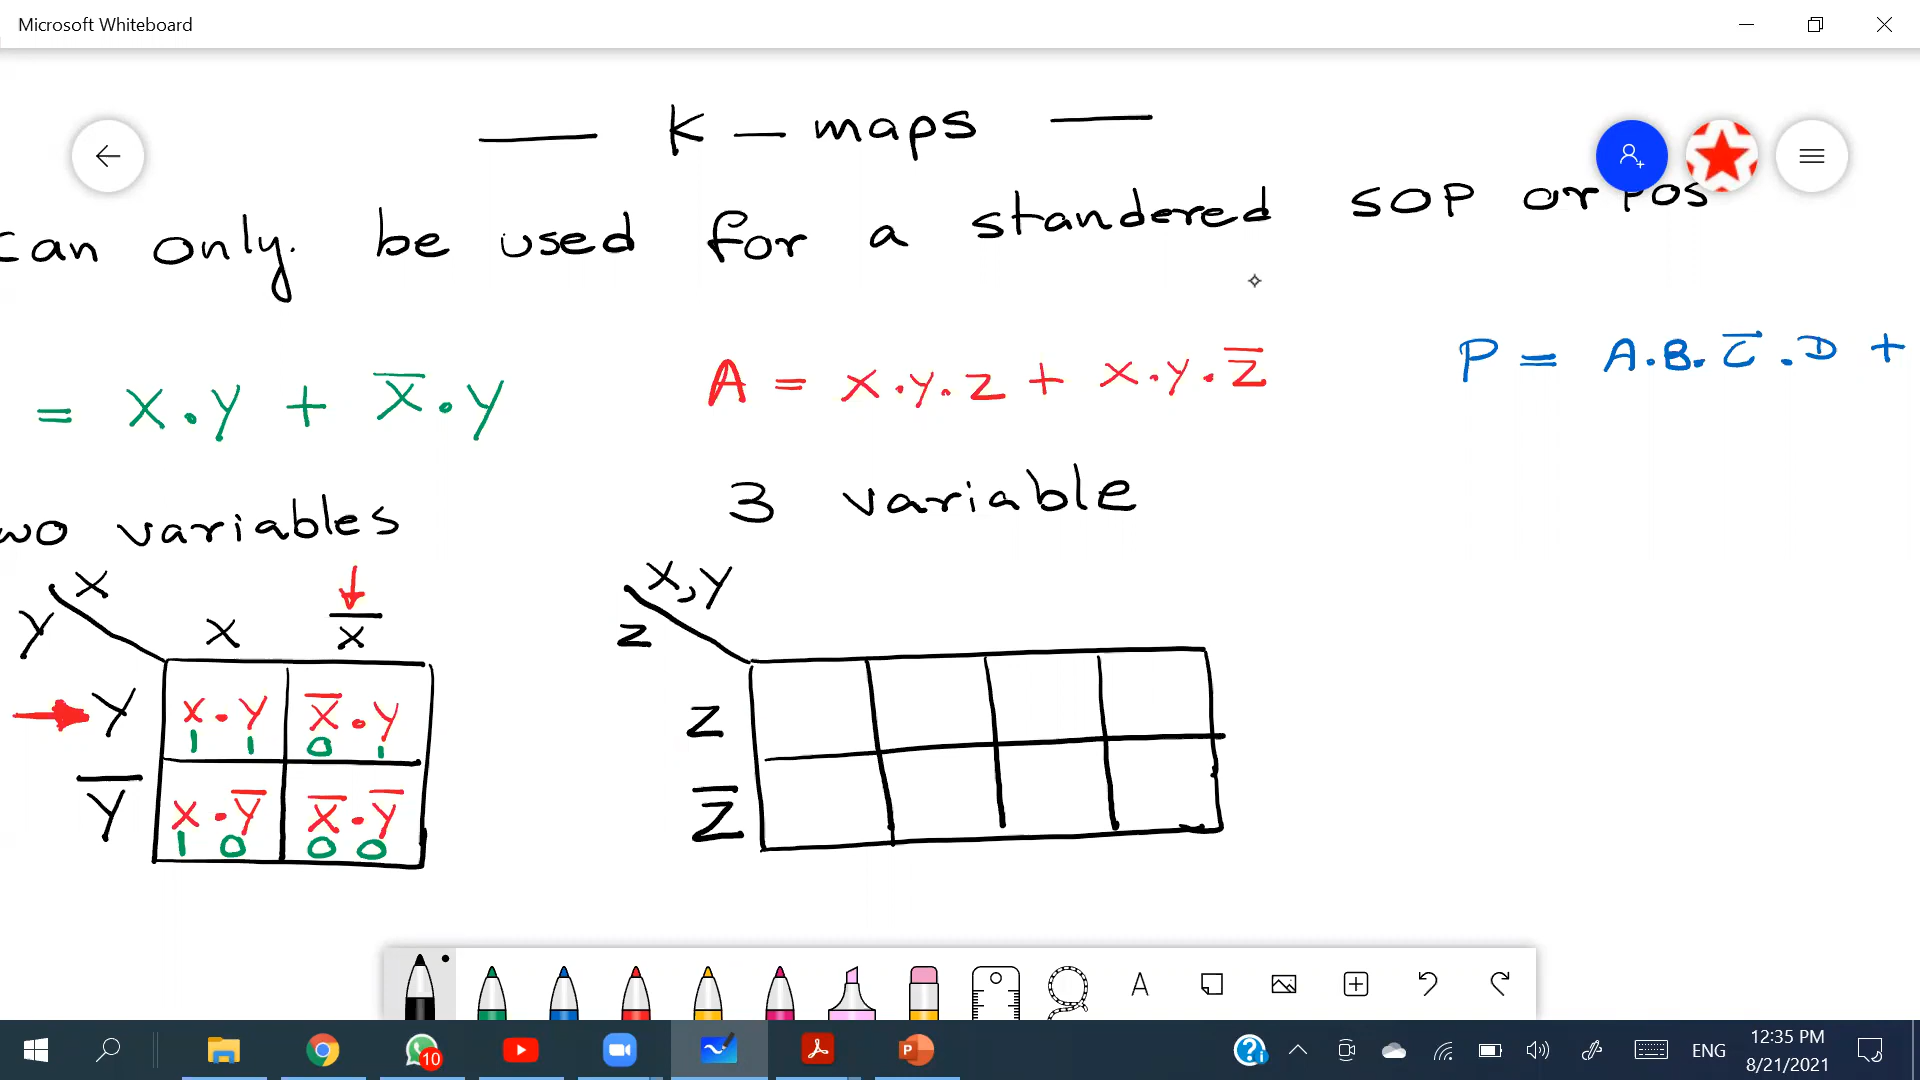 Microsoft Whiteboard
— K - maps —
can only. be used for a standered SOP or POS
= X.Y + X̅.Y
A = X.Y.Z + X.Y.Z̅
P = A.B.C̅.D +
wo variables
3 variable
X
Y
X X̅
Y X.Y X̅.Y
1 1 0 1
Y̅ X.Y̅ X̅.Y̅
1 0 0 0
X,Y
Z
Z
Z̅
A
10
P
ENG
12:35 PM
8/21/2021